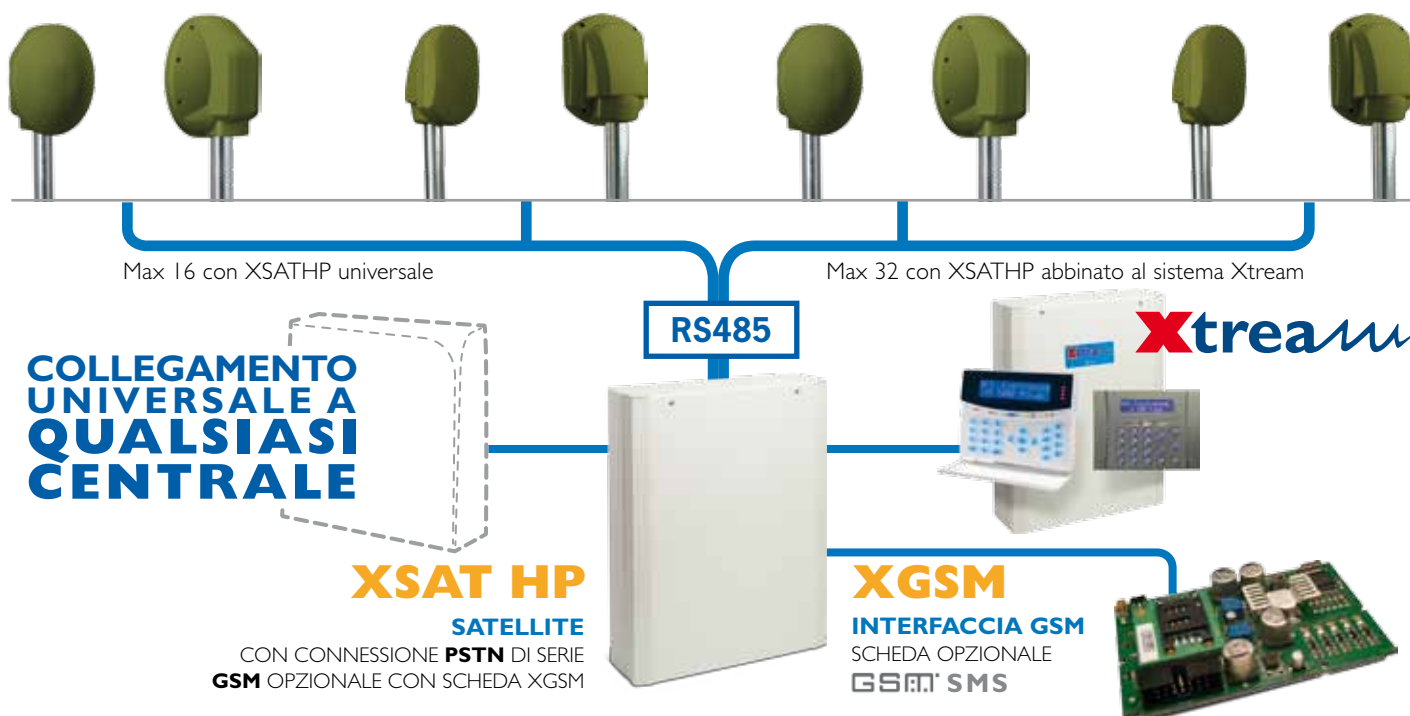 Max 16 con XSATHP universale
Max 32 con XSATHP abbinato al sistema Xtream
RS485
Xtream
COLLEGAMENTO
UNIVERSALE A
QUALSIASI
CENTRALE
XSAT HP
SATELLITE
CON CONNESSIONE PSTN DI SERIE
GSM OPZIONALE CON SCHEDA XGSM
XGSM
INTERFACCIA GSM
SCHEDA OPZIONALE
GSM SMS